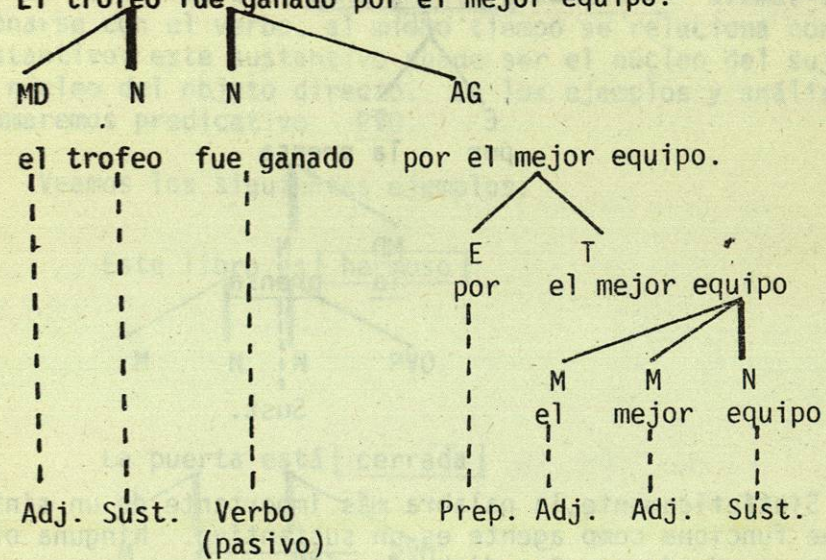 El trofeo fue ganado por el mejor equipo.
MD N N AG
el trofeo fue ganado por el mejor equipo.
E T
por el mejor equipo
M M N
el mejor equipo
Adj. Sust. Verbo Prep. Adj. Adj. Sust.
(pasivo)